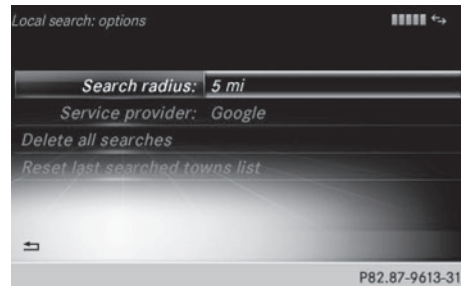 Local search: options
Search radius: 5 mi
Service provider: Google
Delete all searches
Reset last searched towns list
P82.87-9613-31